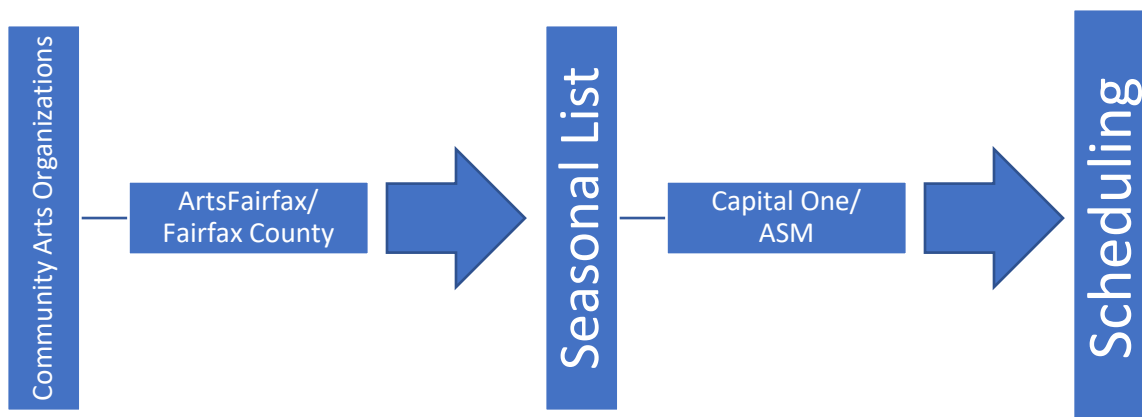 Community Arts Organizations
ArtsFairfax/
Fairfax County
Seasonal List
Capital One/
ASM
Scheduling